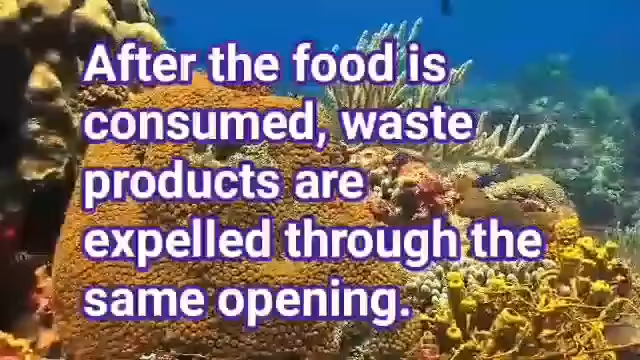 After the food is
consumed, waste
products are
expelled through the
same opening.